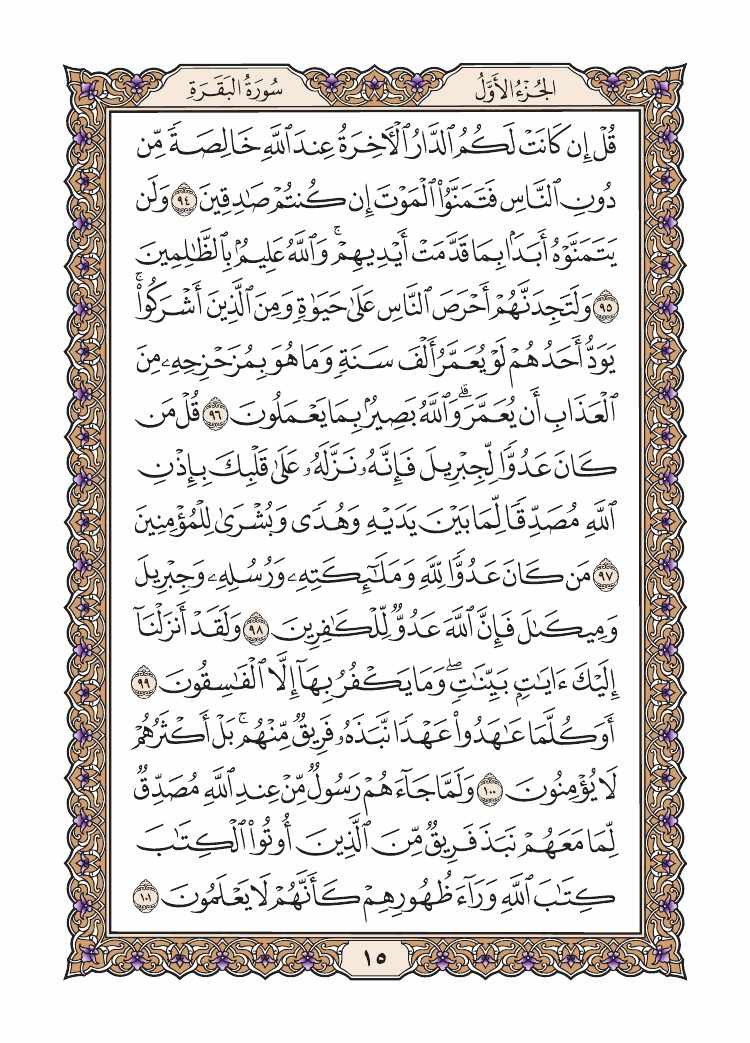 الجُزْءُ الأَوَّلُ
سُورَةُ البَقَرَةِ
قُلْ إِن كَانَتْ لَكُمُ ٱلدَّارُ ٱلْأَخِرَةُ عِندَ ٱللَّهِ خَالِصَةً مِّن
دُونِ ٱلنَّاسِ فَتَمَنَّوُا۟ ٱلْمَوْتَ إِن كُنتُمْ صَٰدِقِينَ ٩٤ وَلَن
يَتَمَنَّوْهُ أَبَدَۢا بِمَا قَدَّمَتْ أَيْدِيهِمْ ۚ وَٱللَّهُ عَلِيمُۢ بِٱلظَّٰلِمِينَ
٩٥ وَلَتَجِدَنَّهُمْ أَحْرَصَ ٱلنَّاسِ عَلَىٰ حَيَوٰةٍ وَمِنَ ٱلَّذِينَ أَشْرَكُوا۟ ۚ
يَوَدُّ أَحَدُهُمْ لَوْ يُعَمَّرُ أَلْفَ سَنَةٍ وَمَا هُوَ بِمُزَحْزِحِهِۦ مِنَ
ٱلْعَذَابِ أَن يُعَمَّرَ ۗ وَٱللَّهُ بَصِيرُۢ بِمَا يَعْمَلُونَ ٩٦ قُلْ مَن
كَانَ عَدُوًّا لِّجِبْرِيلَ فَإِنَّهُۥ نَزَّلَهُۥ عَلَىٰ قَلْبِكَ بِإِذْنِ
ٱللَّهِ مُصَدِّقًا لِّمَا بَيْنَ يَدَيْهِ وَهُدًى وَبُشْرَىٰ لِلْمُؤْمِنِينَ
٩٧ مَن كَانَ عَدُوًّا لِّلَّهِ وَمَلَٰٓئِكَتِهِۦ وَرُسُلِهِۦ وَجِبْرِيلَ
وَمِيكَىٰلَ فَإِنَّ ٱللَّهَ عَدُوٌّ لِّلْكَٰفِرِينَ ٩٨ وَلَقَدْ أَنزَلْنَآ
إِلَيْكَ ءَايَٰتٍۭ بَيِّنَٰتٍ ۖ وَمَا يَكْفُرُ بِهَآ إِلَّا ٱلْفَٰسِقُونَ ٩٩
أَوَكُلَّمَا عَٰهَدُوا۟ عَهْدًا نَّبَذَهُۥ فَرِيقٌ مِّنْهُم ۚ بَلْ أَكْثَرُهُمْ
لَا يُؤْمِنُونَ ١٠٠ وَلَمَّا جَآءَهُمْ رَسُولٌ مِّنْ عِندِ ٱللَّهِ مُصَدِّقٌ
لِّمَا مَعَهُمْ نَبَذَ فَرِيقٌ مِّنَ ٱلَّذِينَ أُوتُوا۟ ٱلْكِتَٰبَ
كِتَٰبَ ٱللَّهِ وَرَآءَ ظُهُورِهِمْ كَأَنَّهُمْ لَا يَعْلَمُونَ ١٠١
١٥